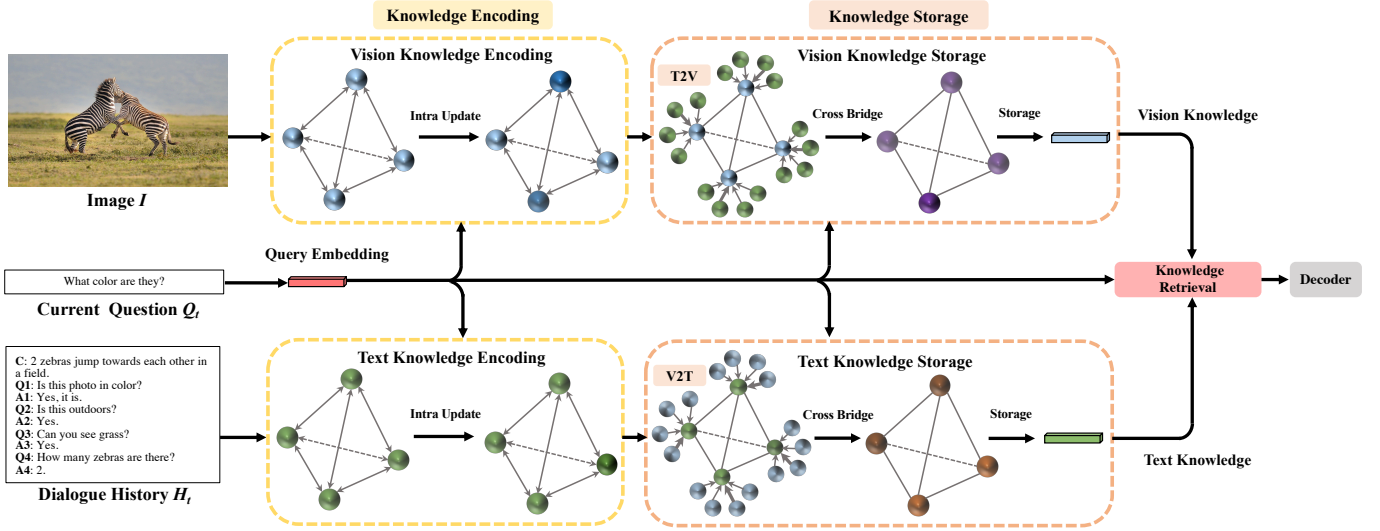 Knowledge Encoding
Knowledge Storage
Vision Knowledge Encoding
Intra Update
Vision Knowledge Storage
T2V
Cross Bridge
Storage
Vision Knowledge
Image I
Query Embedding
What color are they?
Current Question Qt
Knowledge
Retrieval
Decoder
C: 2 zebras jump towards each other in
a field.
Q1: Is this photo in color?
A1: Yes, it is.
Q2: Is this outdoors?
A2: Yes.
Q3: Can you see grass?
A3: Yes.
Q4: How many zebras are there?
A4: 2.
Dialogue History Ht
Text Knowledge Encoding
Intra Update
Text Knowledge Storage
V2T
Cross Bridge
Storage
Text Knowledge